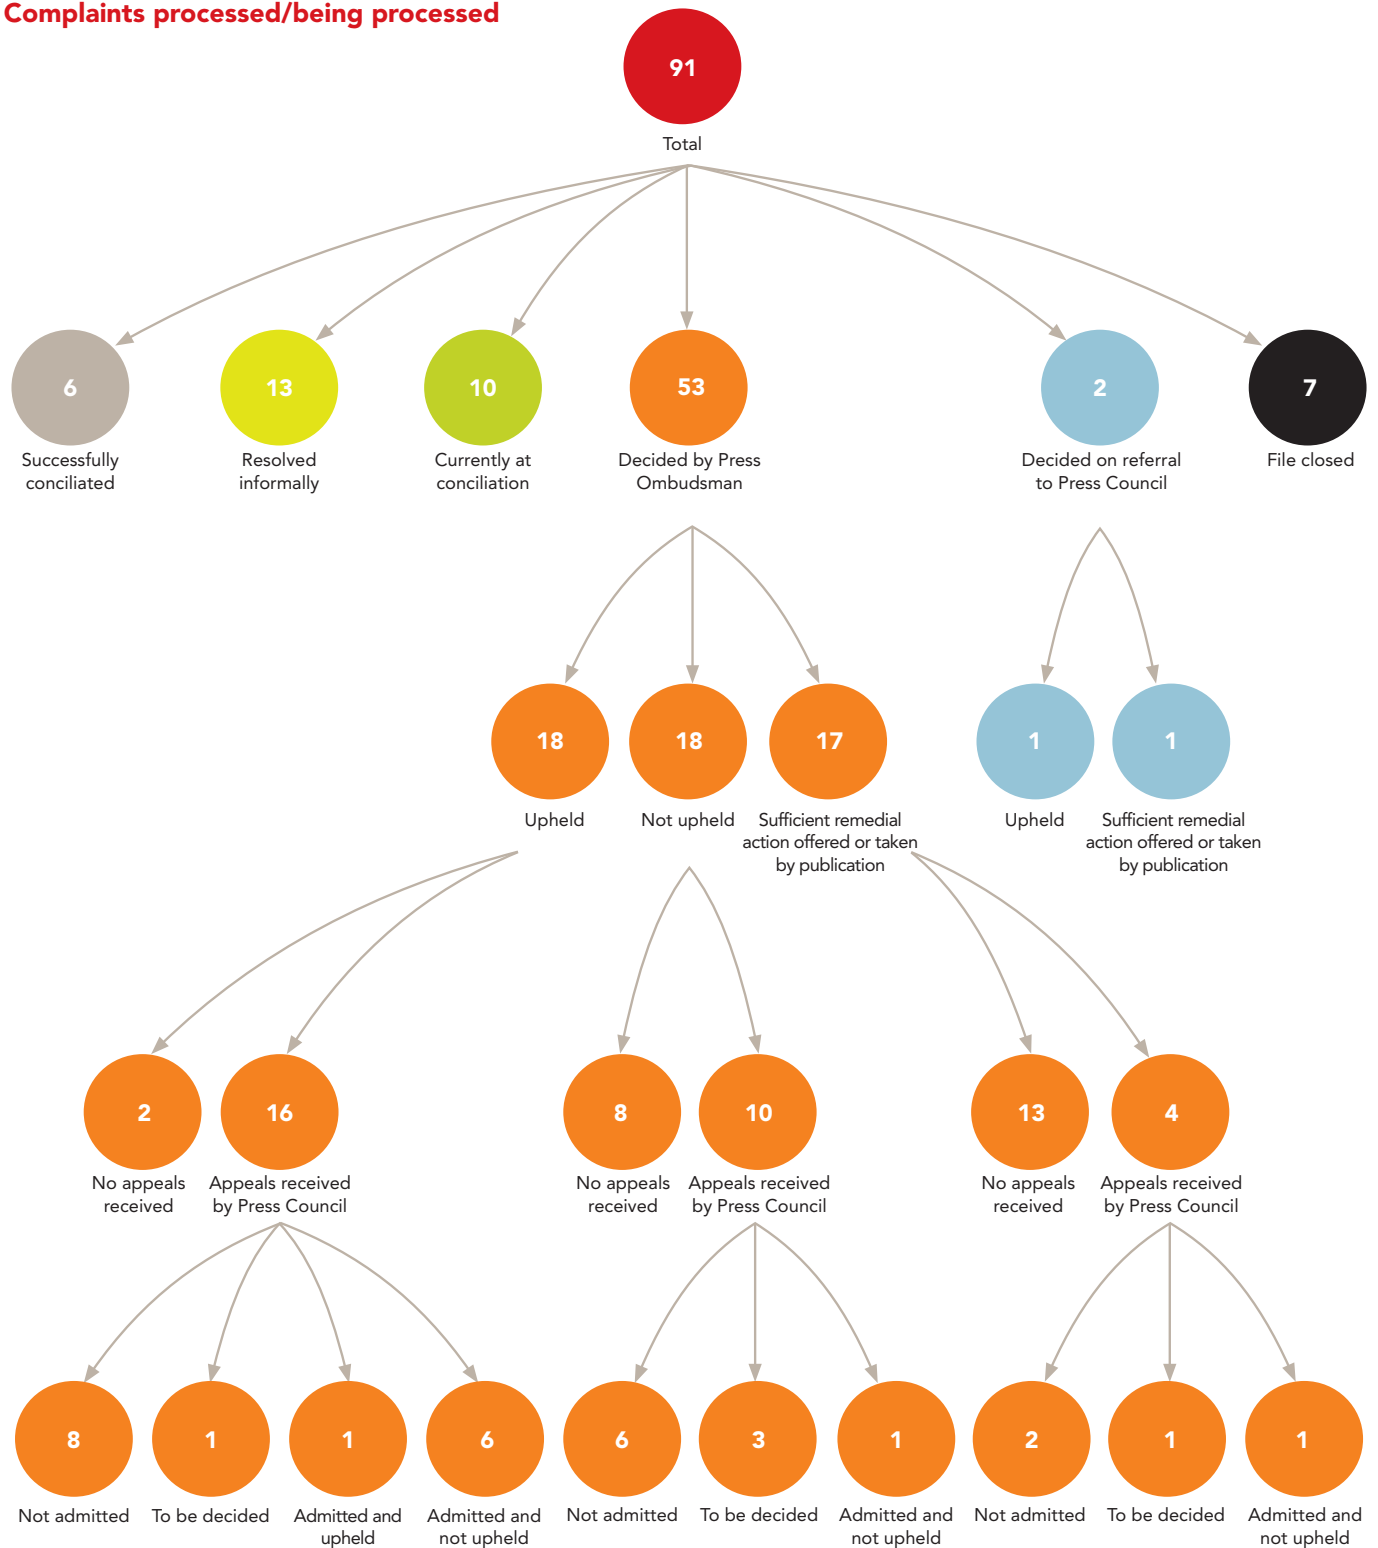 Complaints processed/being processed
91
Total
6
13
10
53
2
7
Successfully
conciliated
Resolved
informally
Currently at
conciliation
Decided by Press
Ombudsman
Decided on referral
to Press Council
File closed
18
18
17
1
1
Upheld
Not upheld
Sufficient remedial
action offered or taken
by publication
Upheld
Sufficient remedial
action offered or taken
by publication
2
16
8
10
13
4
No appeals
received
Appeals received
by Press Council
No appeals
received
Appeals received
by Press Council
No appeals
received
Appeals received
by Press Council
8
1
1
6
6
3
1
2
1
1
Not admitted
To be decided
Admitted and
upheld
Admitted and
not upheld
Not admitted
To be decided
Admitted and
not upheld
Not admitted
To be decided
Admitted and
not upheld